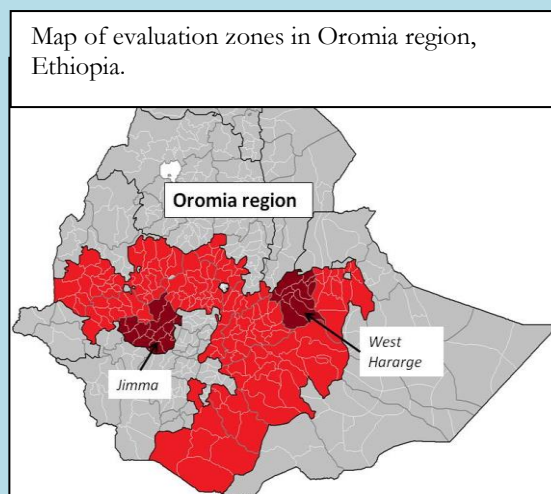 Map of evaluation zones in Oromia region,
Ethiopia.
Oromia region
West
Hararge
Jimma